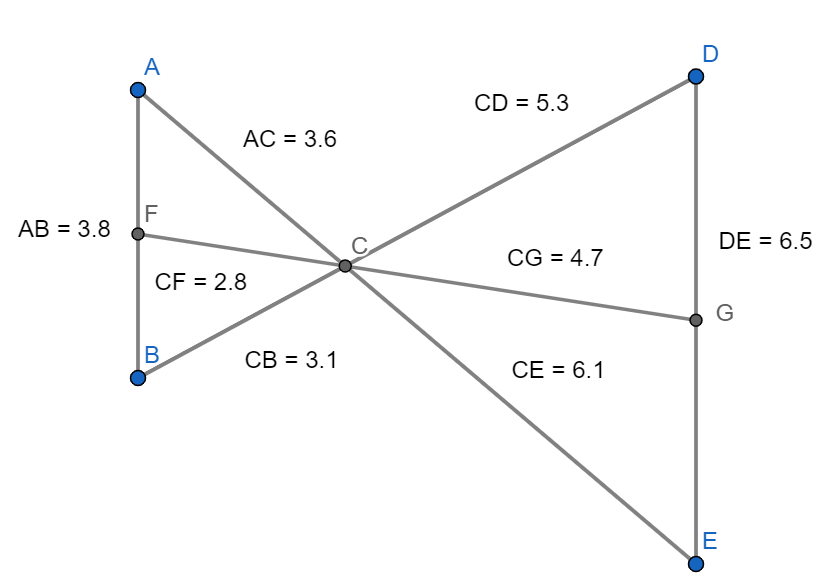 D
A
CD = 5.3
AC = 3.6
F
AB = 3.8
C
DE = 6.5
CG = 4.7
CF = 2.8
G
B
CB = 3.1
CE = 6.1
E